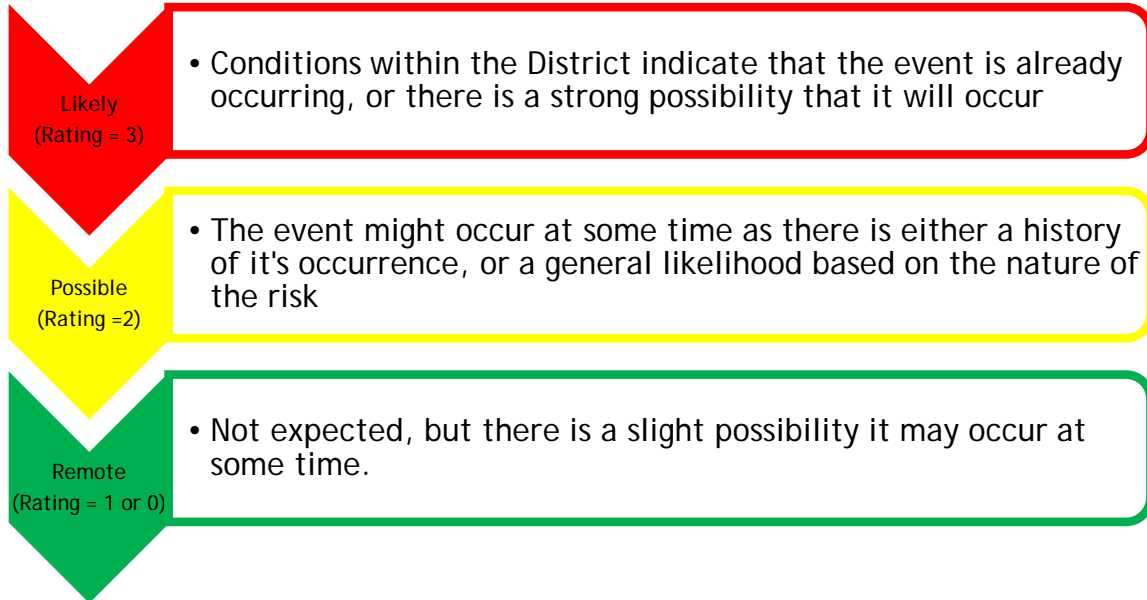 Likely
(Rating = 3)
• Conditions within the District indicate that the event is already
occurring, or there is a strong possibility that it will occur
Possible
(Rating =2)
• The event might occur at some time as there is either a history
of it's occurrence, or a general likelihood based on the nature of
the risk
Remote
(Rating = 1 or 0)
• Not expected, but there is a slight possibility it may occur at
some time.